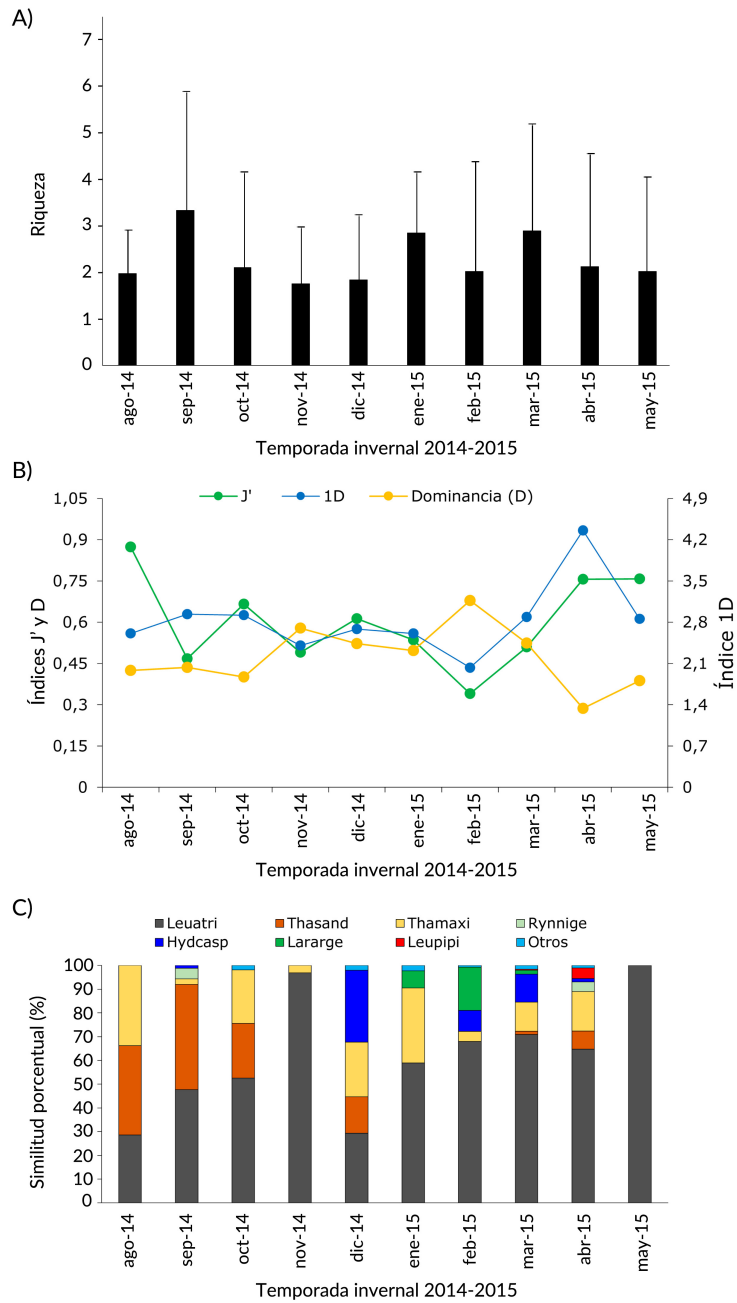 A)
7
6
5
4
3
2
1
0
Riqueza
ago-14 sep-14 oct-14 nov-14 dic-14 ene-15 feb-15 mar-15 abr-15 may-15
Temporada invernal 2014-2015
B)
J' 1D Dominancia (D)
1,05 4,9
0,9 4,2
0,75 3,5
0,6 2,8
0,45 2,1
0,3 1,4
0,15 0,7
0 0
Índices J' y D
Índice 1D
ago-14 sep-14 oct-14 nov-14 dic-14 ene-15 feb-15 mar-15 abr-15 may-15
Temporada invernal 2014-2015
C)
Leuatri Thasand Thamaxi Rynnige
Hydcasp Lararge Leupipi Otros
100
90
80
70
60
50
40
30
20
10
0
Similitud porcentual (%)
ago-14 sep-14 oct-14 nov-14 dic-14 ene-15 feb-15 mar-15 abr-15 may-15
Temporada invernal 2014-2015